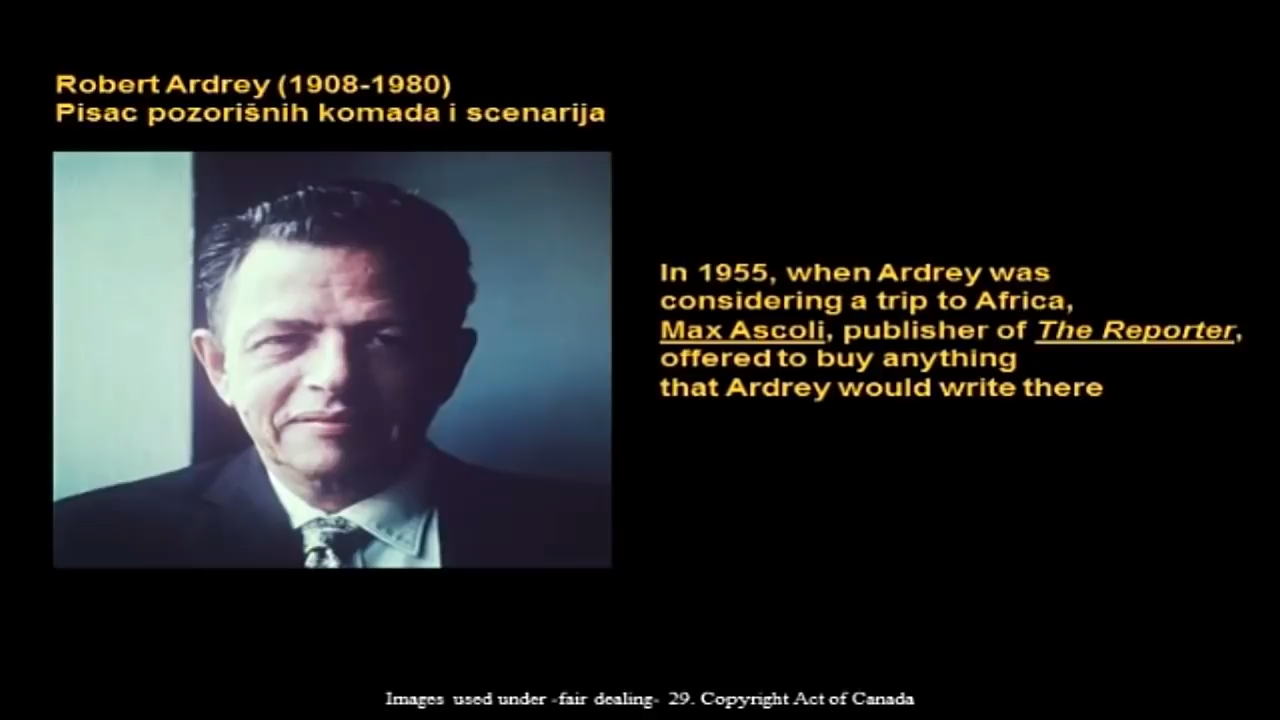 Robert Ardrey (1908-1980)
Pisac pozorišnih komada i scenarija
In 1955, when Ardrey was
considering a trip to Africa,
Max Ascoli, publisher of The Reporter,
offered to buy anything
that Ardrey would write there
Images used under -fair dealing- 29. Copyright Act of Canada